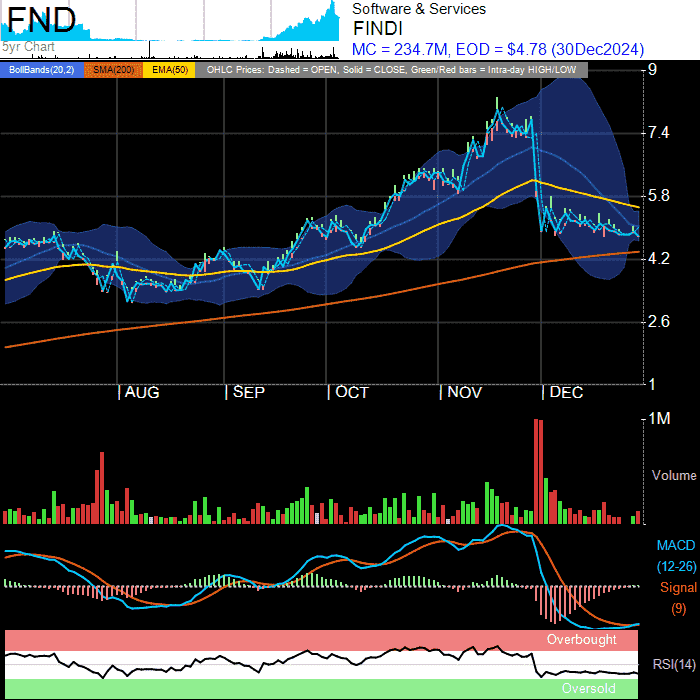 FND
5yr Chart
Software & Services
FINDI
MC = 234.7M, EOD = $4.78 (30Dec2024)
BollBands(20,2) SMA(200) EMA(50) OHLC Prices: Dashed = OPEN, Solid = CLOSE, Green/Red bars = Intra-day HIGH/LOW
9
7.4
5.8
4.2
2.6
1
| AUG | SEP | OCT | NOV | DEC
1M
Volume
MACD
(12-26)
Signal
(9)
Overbought
RSI(14)
Oversold